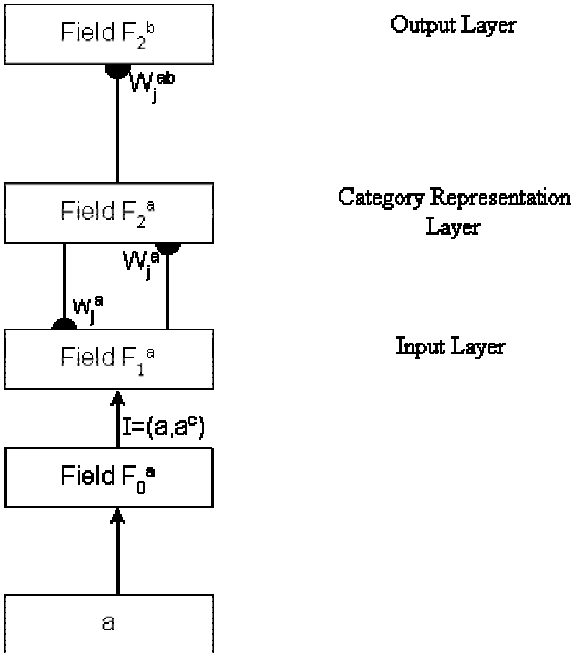 Field F₂ᵇ
Output Layer
Wⱼᵃᵇ
Field F₂ᵃ
Category Representation
Layer
Wⱼᵃ
wⱼᵃ
Field F₁ᵃ
Input Layer
I=(a,aᶜ)
Field F₀ᵃ
a